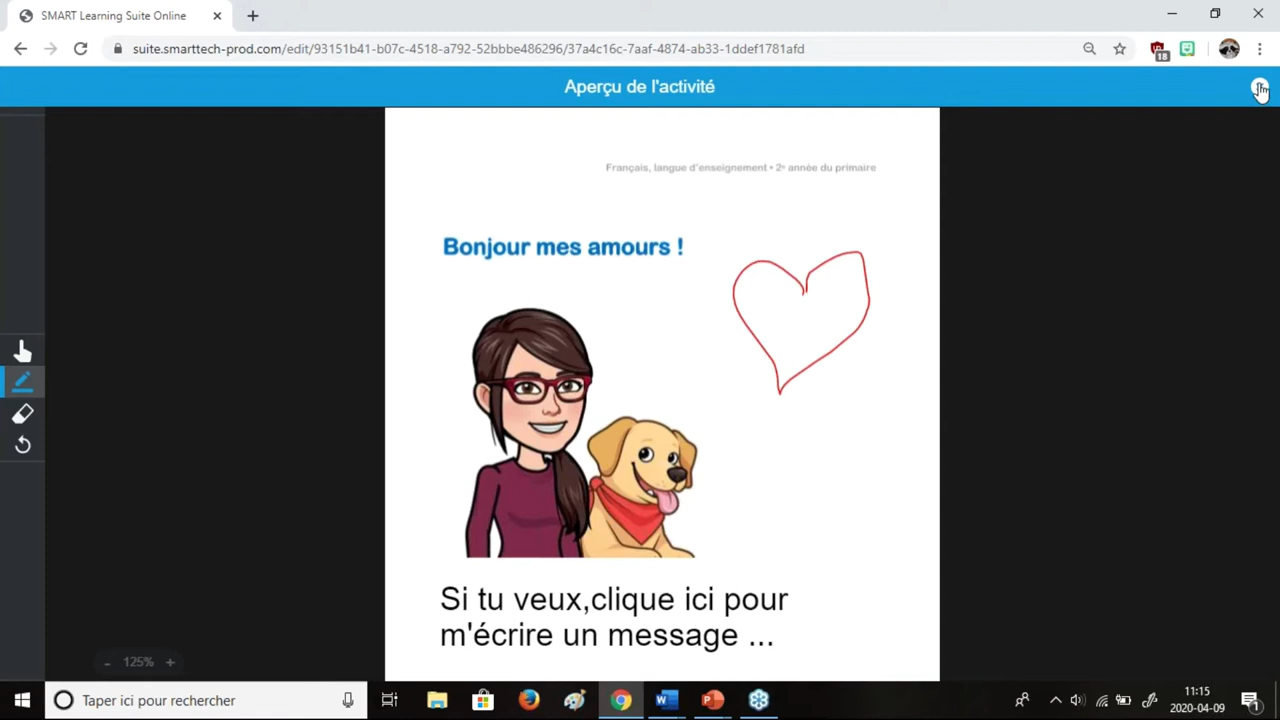 SMART Learning Suite Online
suite.smarttech-prod.com/edit/93151b41-b07c-4518-a792-52bbbe486296/37a4c16c-7aaf-4874-ab33-1ddef1781afd
18
Aperçu de l'activité
Français, langue d'enseignement • 2e année du primaire
Bonjour mes amours !
Si tu veux,clique ici pour
m'écrire un message ...
- 125% +
Taper ici pour rechercher
11:15
2020-04-09
1